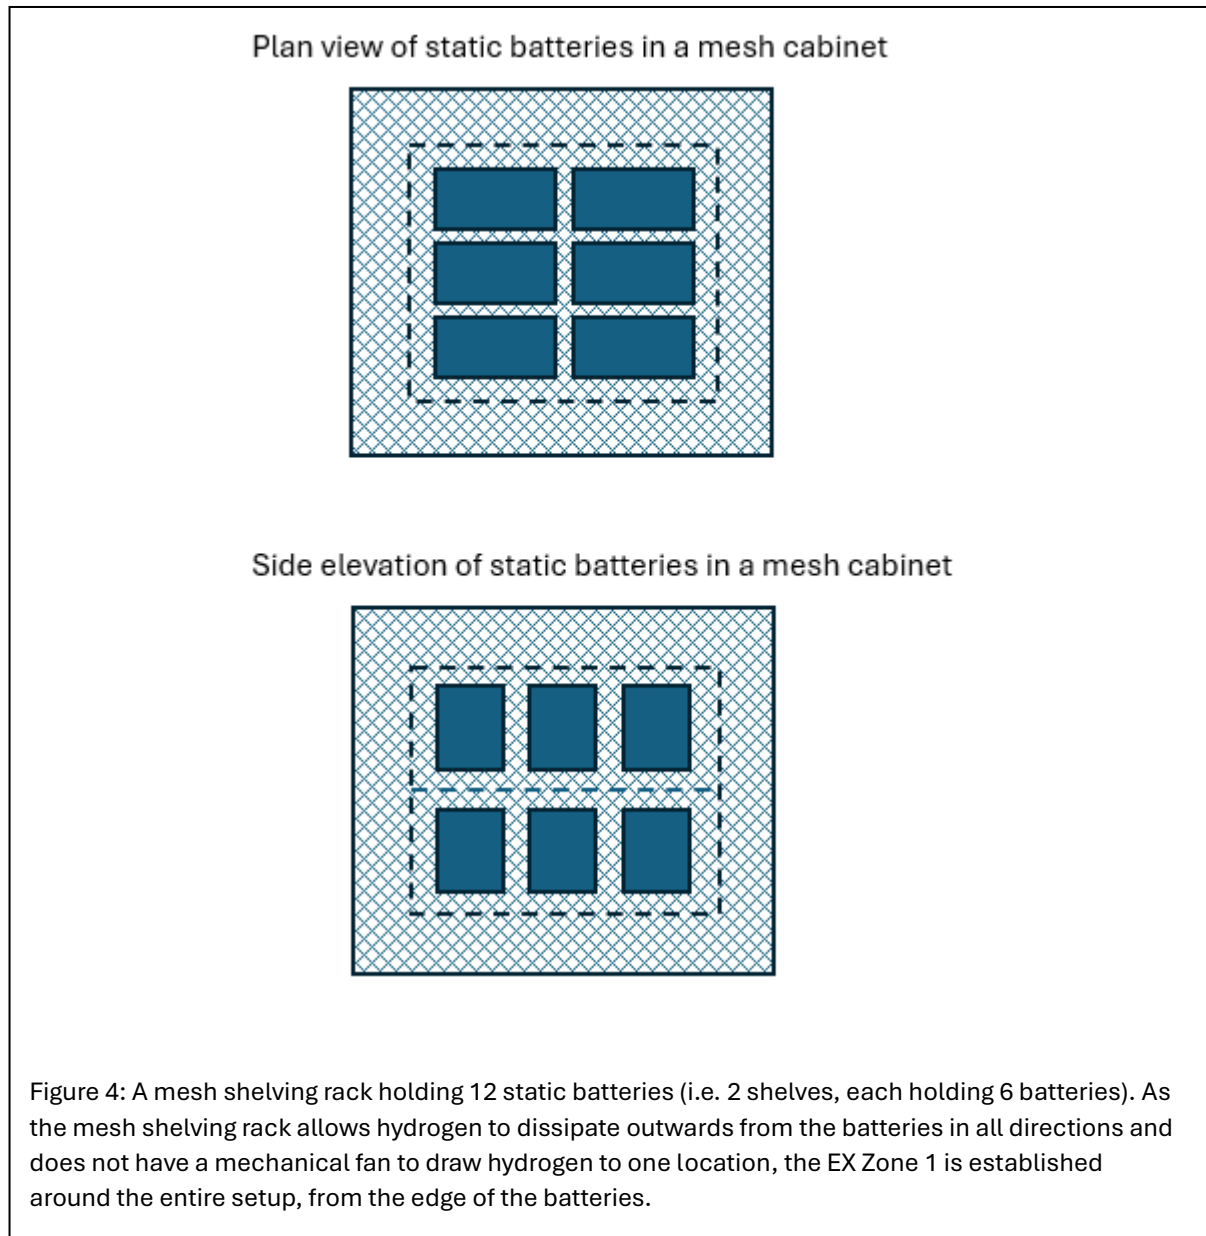 Plan view of static batteries in a mesh cabinet
Side elevation of static batteries in a mesh cabinet
Figure 4: A mesh shelving rack holding 12 static batteries (i.e. 2 shelves, each holding 6 batteries). As
the mesh shelving rack allows hydrogen to dissipate outwards from the batteries in all directions and
does not have a mechanical fan to draw hydrogen to one location, the EX Zone 1 is established
around the entire setup, from the edge of the batteries.